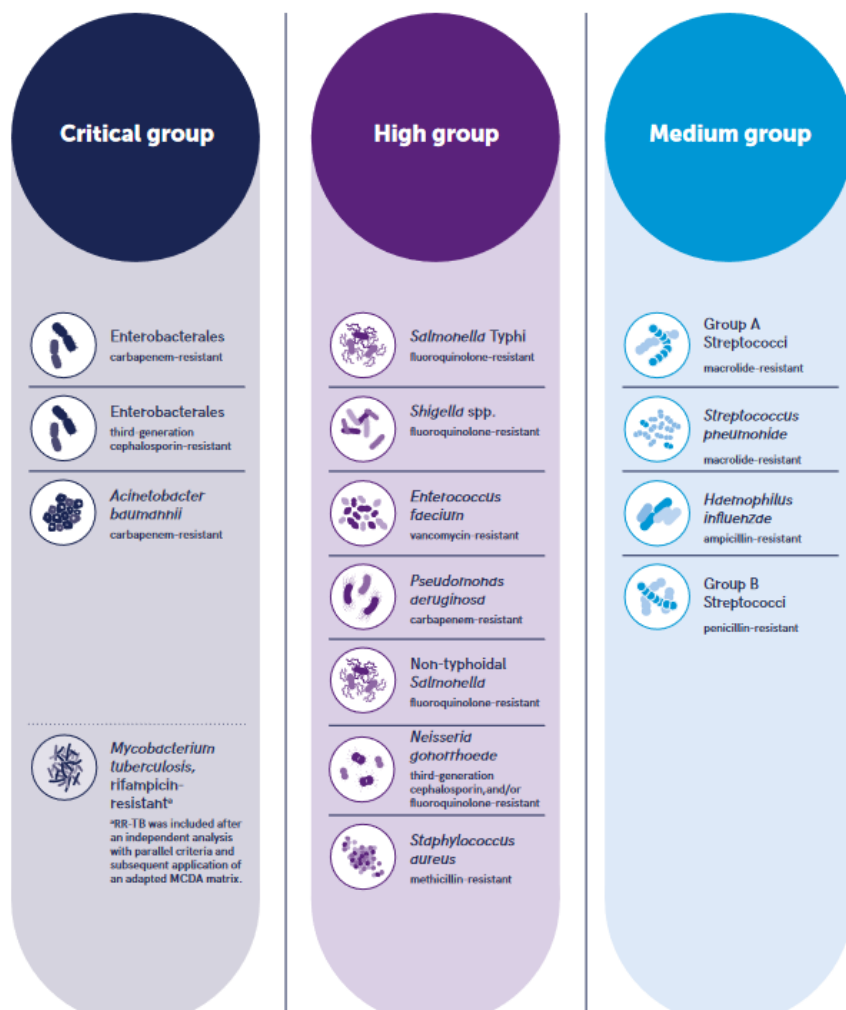 Critical group
Enterobacterales
carbapenem-resistant
Enterobacterales
third-generation
cephalosporin-resistant
Acinetobacter
baumannii
carbapenem-resistant
Mycobacterium
tuberculosis,
rifampicin-
resistantᵃ
ᵃRR-TB was included after
an independent analysis
with parallel criteria and
subsequent application of
an adapted MCDA matrix.
High group
Salmonella Typhi
fluoroquinolone-resistant
Shigella spp.
fluoroquinolone-resistant
Enterococcus
faecium
vancomycin-resistant
Pseudomonas
aeruginosa
carbapenem-resistant
Non-typhoidal
Salmonella
fluoroquinolone-resistant
Neisseria
gonorrhoeae
third-generation
cephalosporin,and/or
fluoroquinolone-resistant
Staphylococcus
aureus
methicillin-resistant
Medium group
Group A
Streptococci
macrolide-resistant
Streptococcus
pneumoniae
macrolide-resistant
Haemophilus
influenzae
ampicillin-resistant
Group B
Streptococci
penicillin-resistant